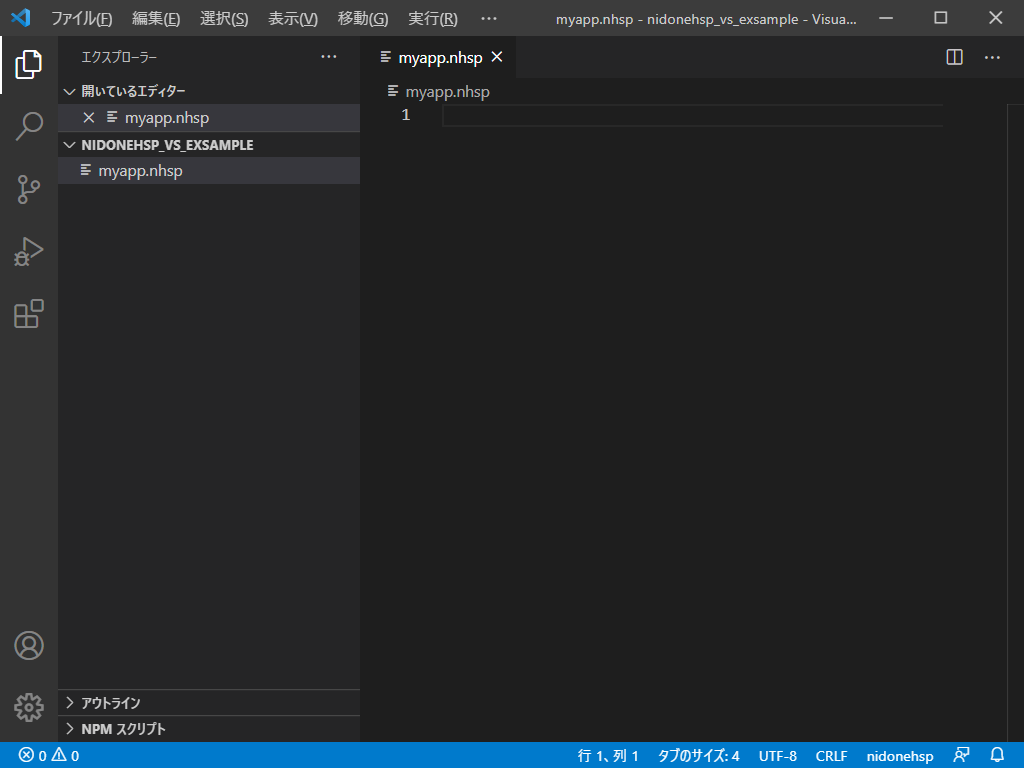 ファイル(F) 編集(E) 選択(S) 表示(V) 移動(G) 実行(R) ··· myapp.nhsp - nidonehsp_vs_exsample - Visua...
エクスプローラー ···
myapp.nhsp
開いているエディター
myapp.nhsp
NIDONEHSP_VS_EXSAMPLE
myapp.nhsp
myapp.nhsp
1
アウトライン
NPM スクリプト
0 0 行 1、列 1 タブのサイズ: 4 UTF-8 CRLF nidonehsp